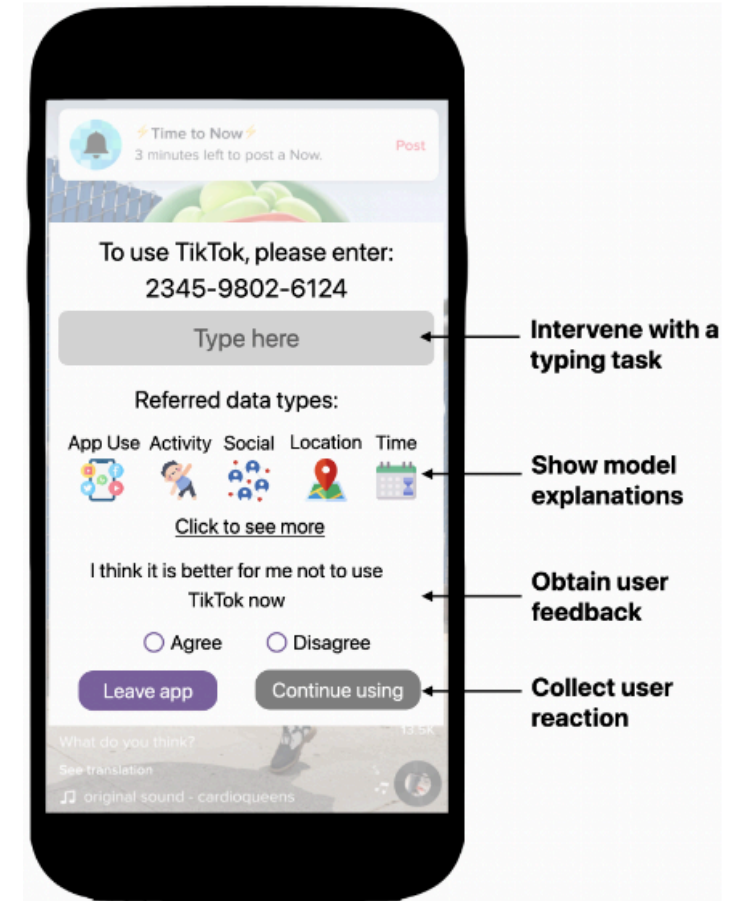 ⚡Time to Now⚡
3 minutes left to post a Now.
Post
To use TikTok, please enter:
2345-9802-6124
Type here
Intervene with a
typing task
Referred data types:
App Use Activity Social Location Time
Show model
explanations
Click to see more
I think it is better for me not to use
TikTok now
Obtain user
feedback
Agree Disagree
Leave app Continue using
Collect user
reaction
13.5K
What do you think?
See translation
original sound - cardioqueens